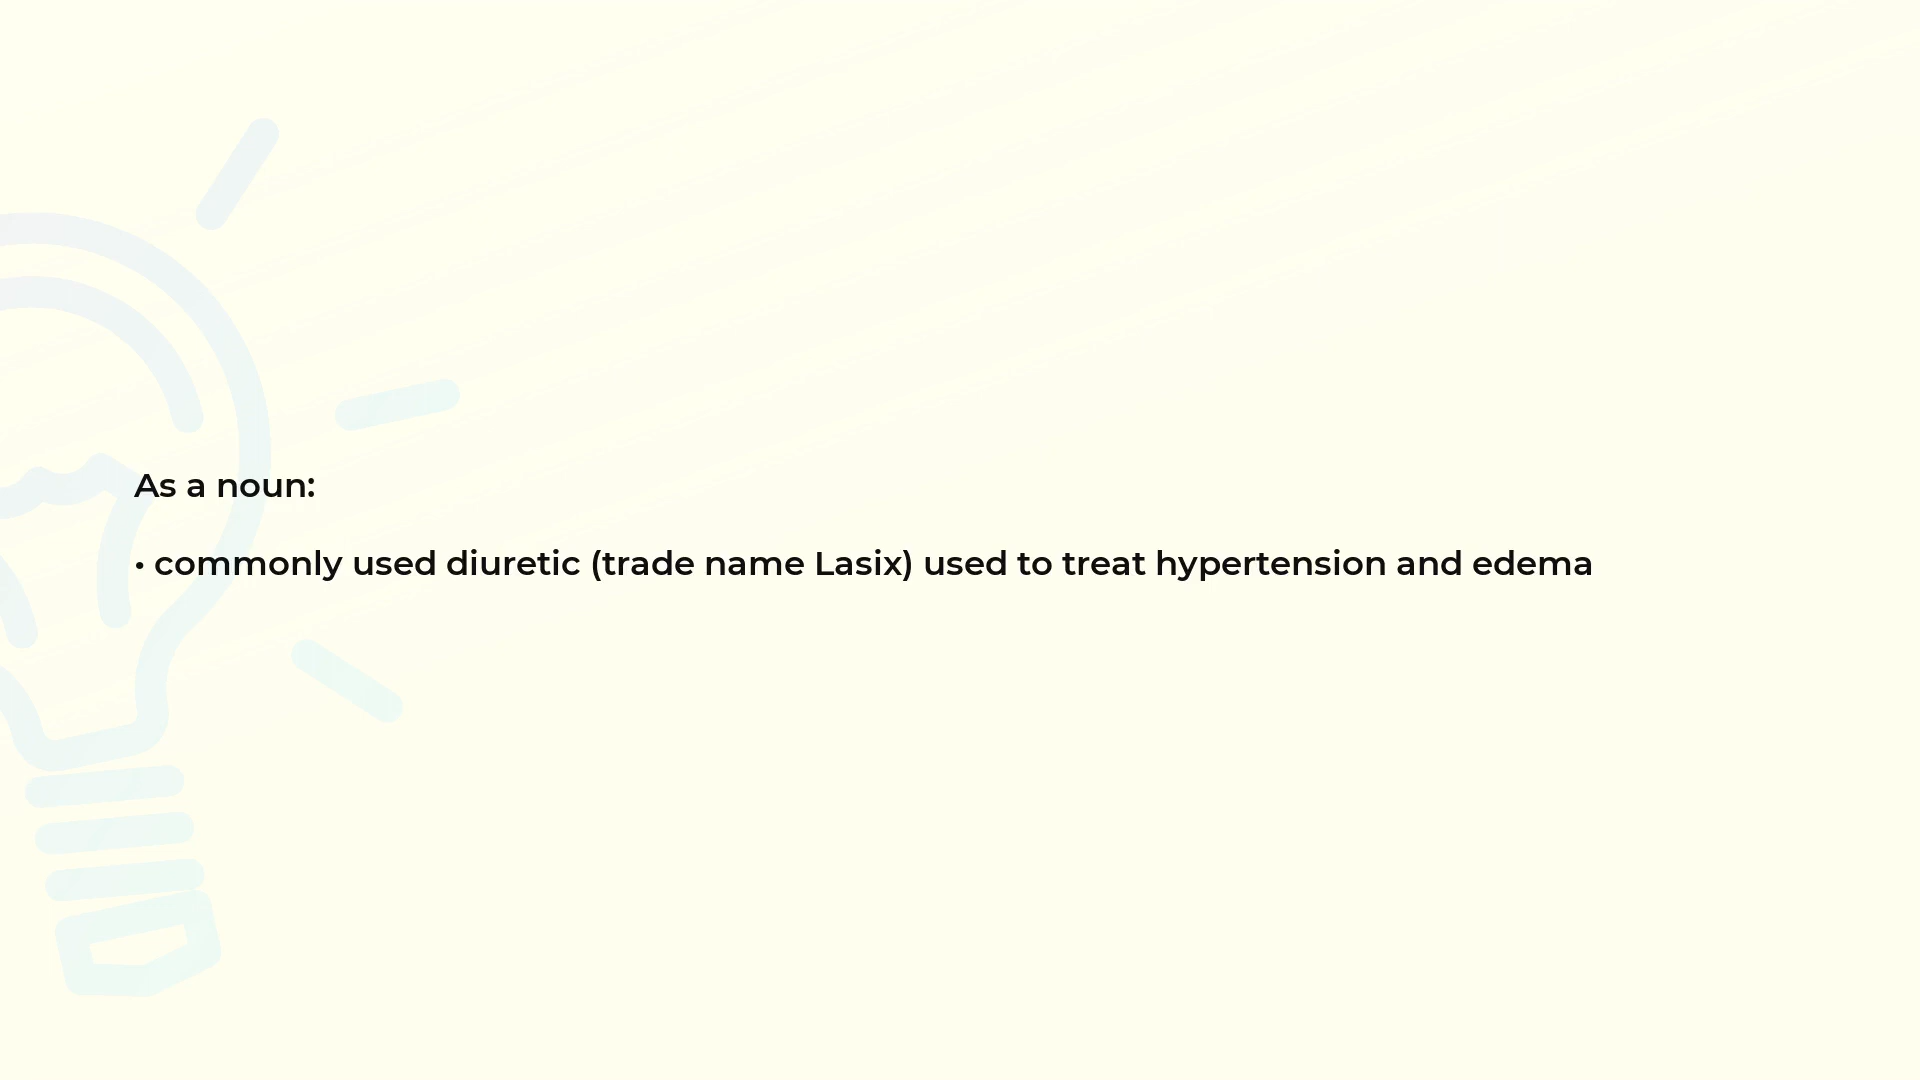 As a noun:
• commonly used diuretic (trade name Lasix) used to treat hypertension and edema